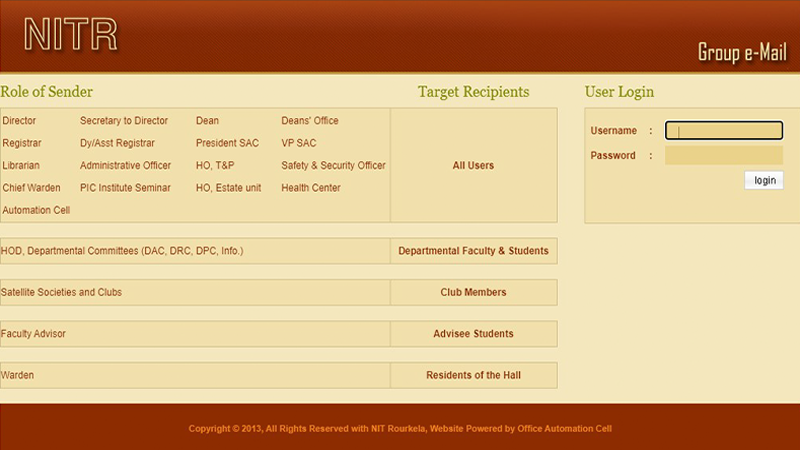 NITR
Group e-Mail
Role of Sender Target Recipients User Login
Director Secretary to Director Dean Deans' Office
Registrar Dy/Asst Registrar President SAC VP SAC
Librarian Administrative Officer HO, T&P Safety & Security Officer
Chief Warden PIC Institute Seminar HO, Estate unit Health Center
Automation Cell
All Users
Username :
Password :
login
HOD, Departmental Committees (DAC, DRC, DPC, Info.) Departmental Faculty & Students
Satellite Societies and Clubs Club Members
Faculty Advisor Advisee Students
Warden Residents of the Hall
Copyright © 2013, All Rights Reserved with NIT Rourkela, Website Powered by Office Automation Cell